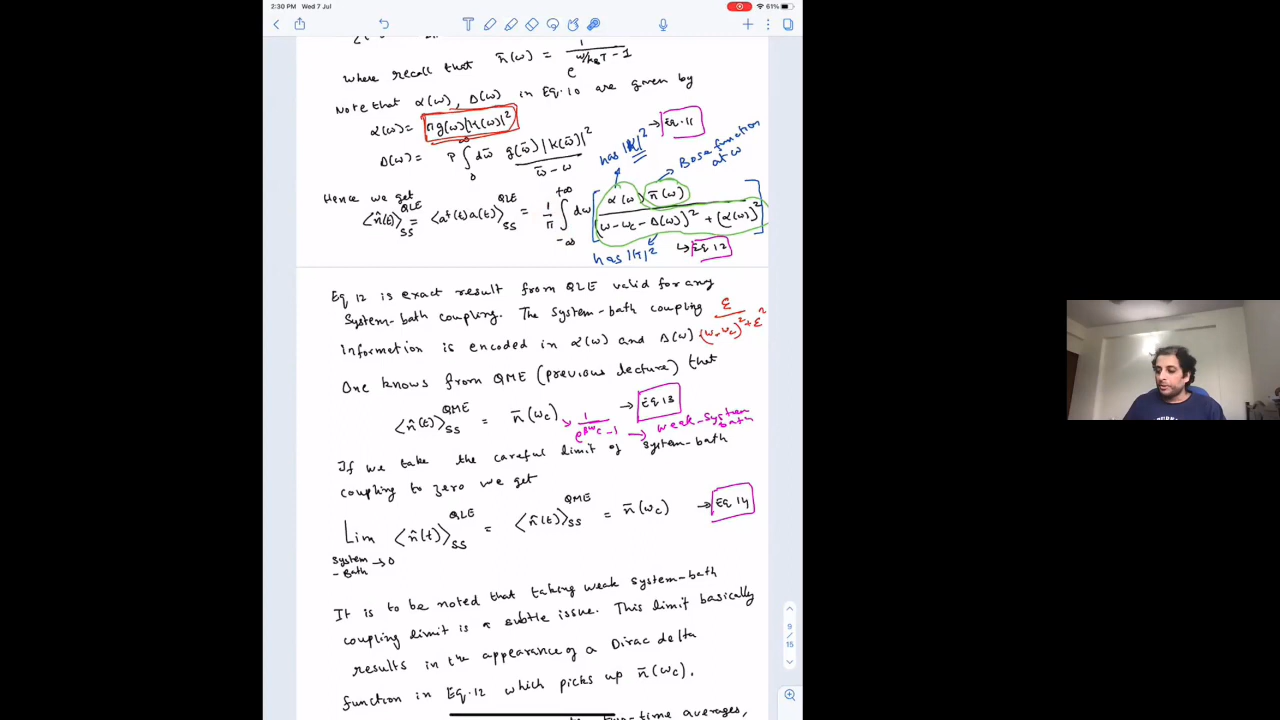 2:30 PM Wed 7 Jul
61%
where recall that n̄(ω) = 1 / e^{ω/k_BT} - 1
Note that α(ω), Δ(ω) in Eq.10 are given by
α(ω) = πg(ω)|K(ω)|² → Eq.11
Δ(ω) = P ∫₀^∞ dω̄ g(ω̄)|K(ω̄)|² / ω̄ - ω
has |K|²
Bose function at ω
Hence we get
⟨n̂(t)⟩_SS^QLE = ⟨a†(t)a(t)⟩_SS^QLE = 1/π ∫_{-∞}^{+∞} dω [ α(ω) n̄(ω) / (ω-ω_c-Δ(ω))² + (α(ω))² ]
has |K|² ↳ Eq 12
Eq 12 is exact result from QLE valid for any
system-bath coupling. The system-bath coupling
information is encoded in α(ω) and Δ(ω) ε / (ω-ω_c)² + ε²
One knows from QME (previous lecture) that
⟨n̂(t)⟩_SS^QME = n̄(ω_c) → Eq 13
1 / e^{βω_c} - 1 → weak-system bath
If we take the careful limit of system-bath
coupling to zero we get
Lim ⟨n̂(t)⟩_SS^QLE = ⟨n̂(t)⟩_SS^QME = n̄(ω_c) → Eq 14
system-bath → 0
It is to be noted that taking weak system-bath
coupling limit is a subtle issue. This limit basically
results in the appearance of a Dirac delta
function in Eq.12 which picks up n̄(ω_c).
two-time averages,
9 / 15